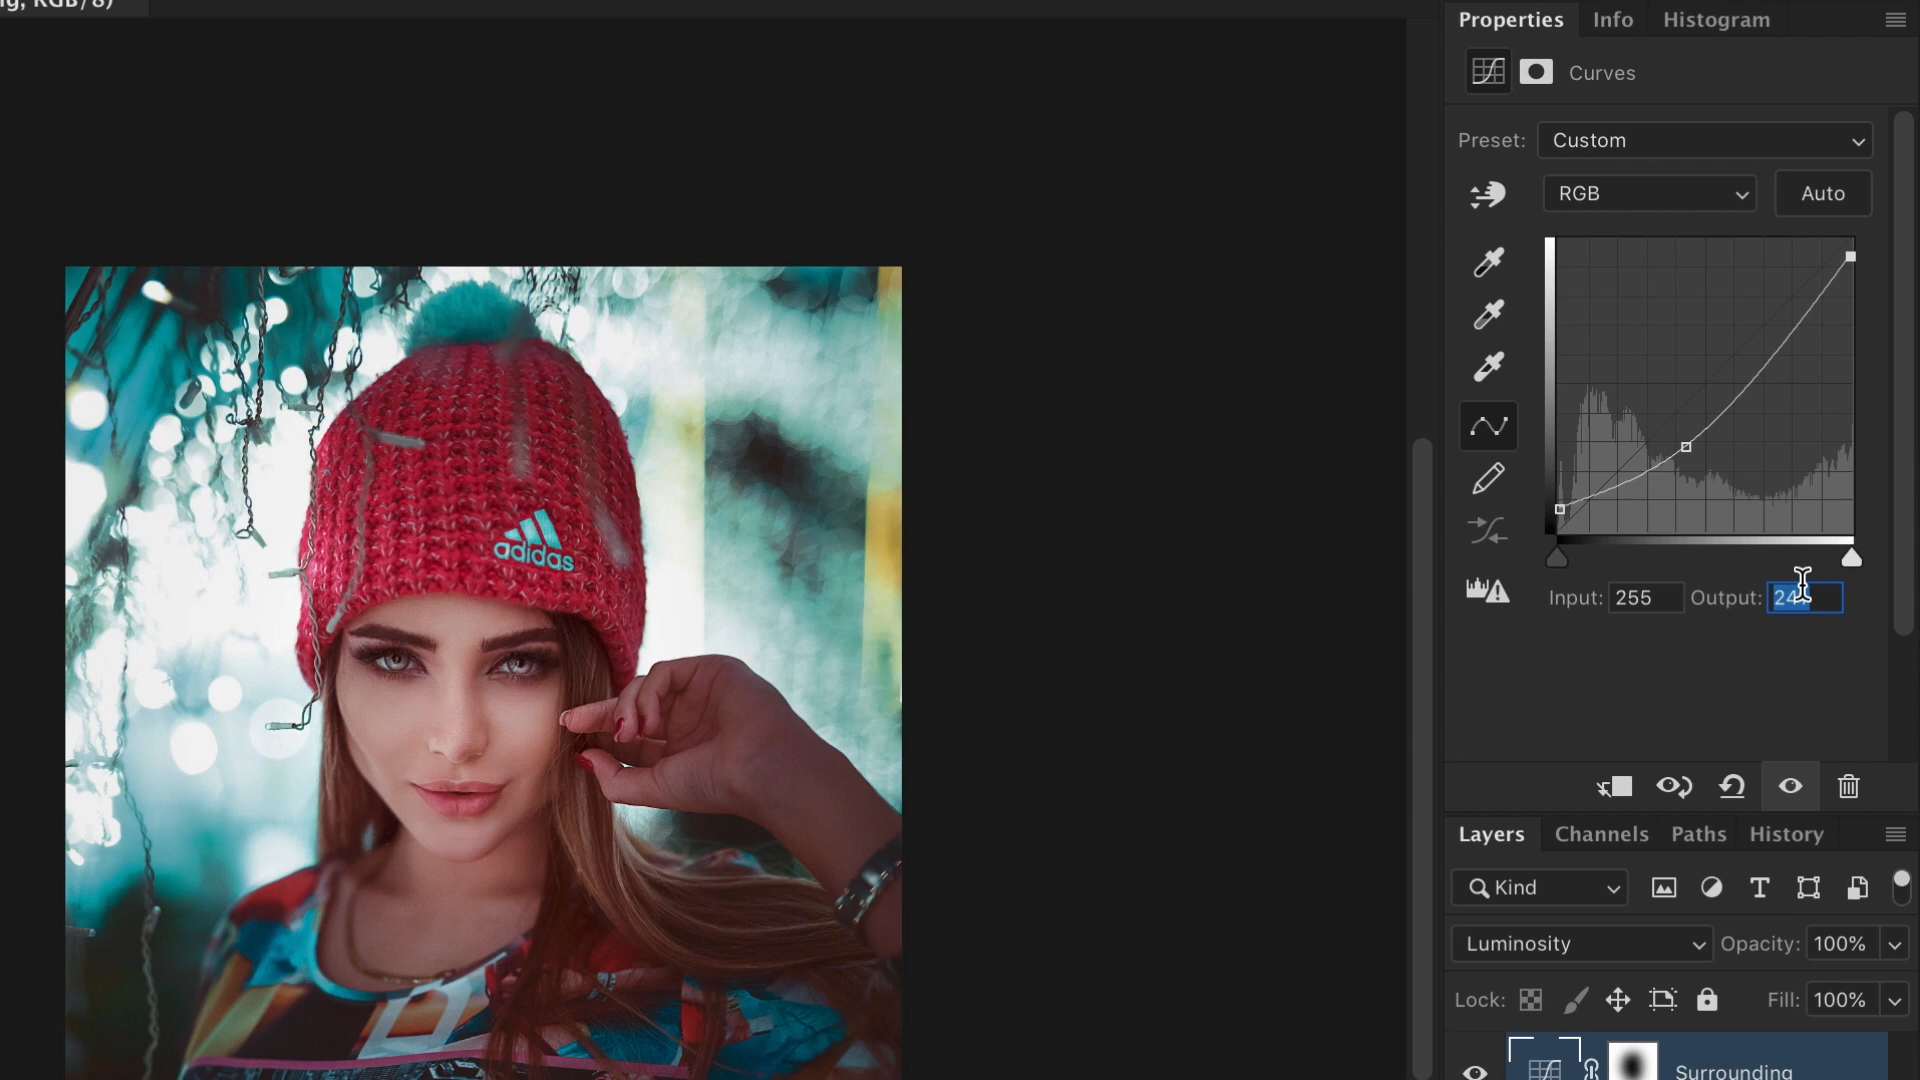 Properties Info Histogram
Curves
Preset: Custom
RGB Auto
adidas
Input: 255 Output:
Layers Channels Paths History
Kind
Luminosity Opacity: 100%
Lock: Fill: 100%
Surrounding